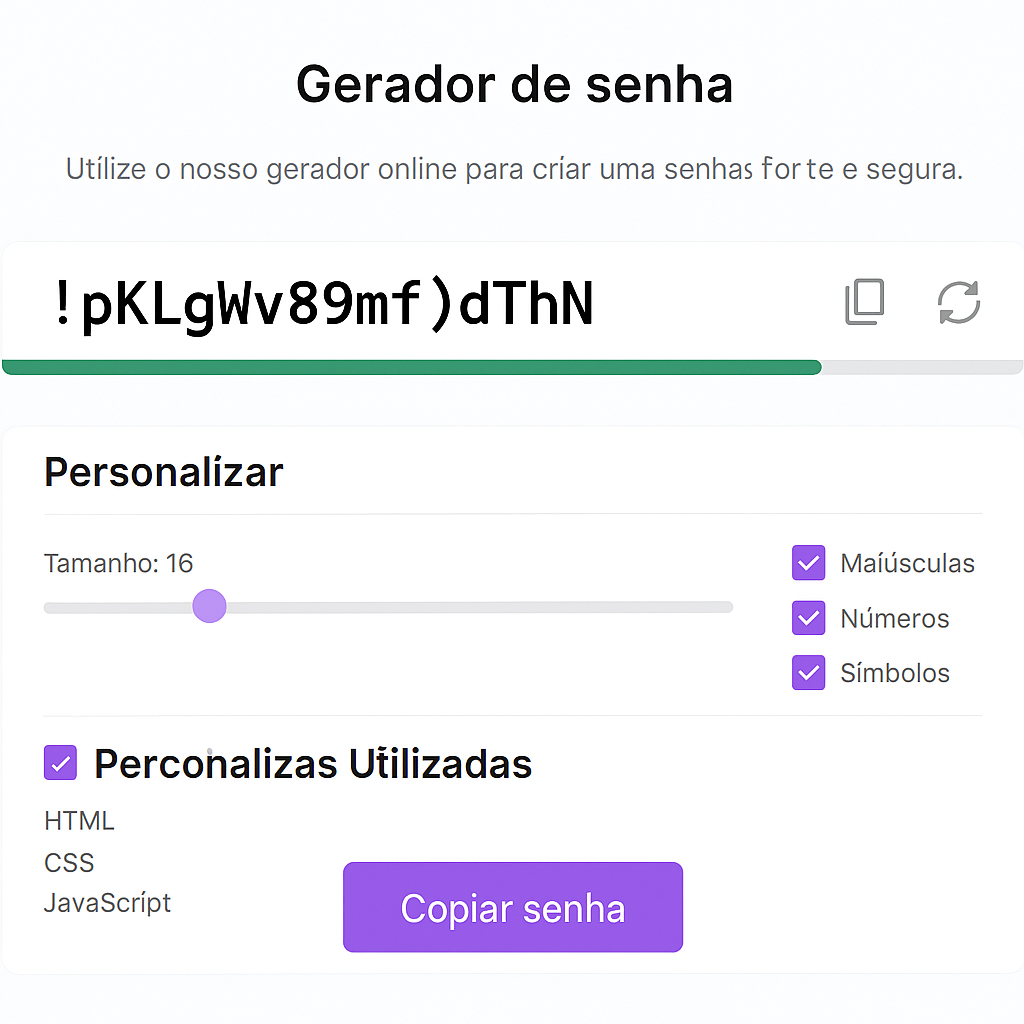 Gerador de senha
Utílize o nosso gerador online para críar uma senhas forte e segura.
!pKLgWv89mf)dThN
Personalízar
Tamanho: 16
Maíúsculas
Números
Símbolos
Perconalizas Utilizadas
HTML
CSS
JavaScrípt
Copiar senha